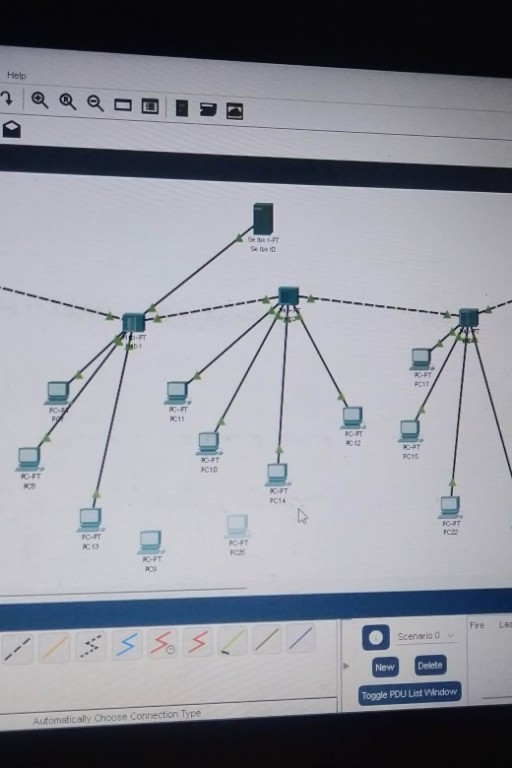 Help
Server-PT
Server0
PC-PT
PC-PT
PC11
PC-PT
PC10
PC-PT
PC12
PC-PT
PC17
PC-PT
PC15
PC-PT
PC-PT
PC14
PC-PT
PC22
PC-PT
PC13
PC-PT
PC9
PC-PT
PC25
Scenario 0
Fire
New
Delete
Toggle PDU List Window
Automatically Choose Connection Type